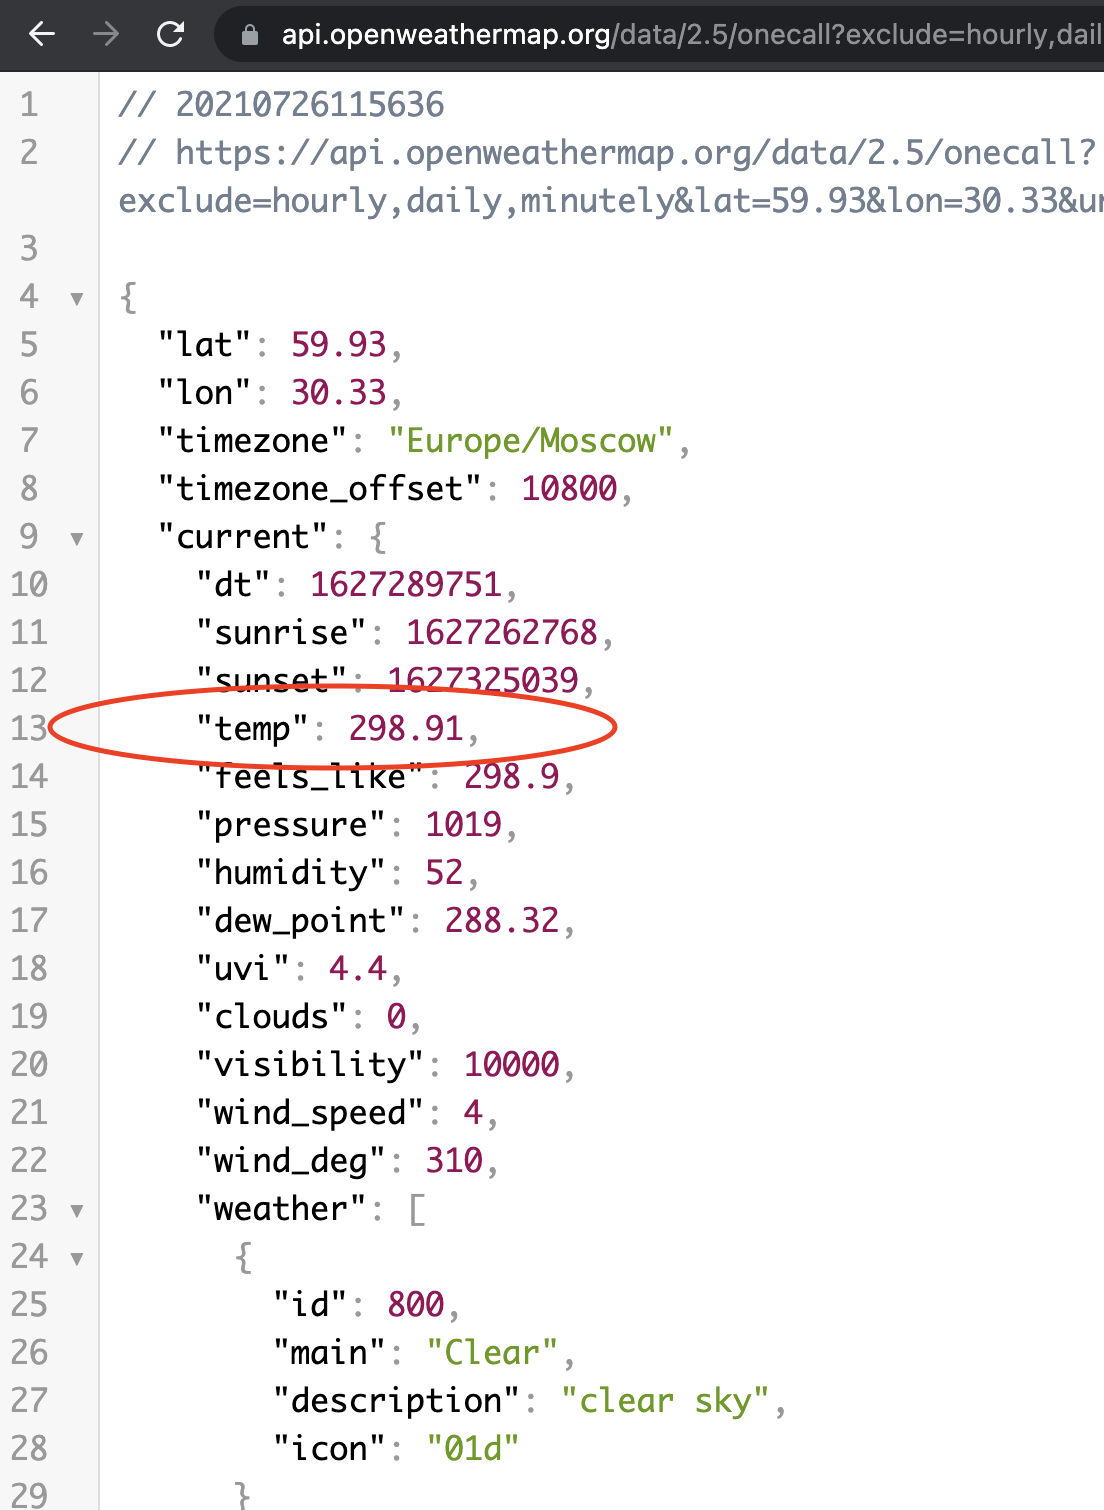 api.openweathermap.org/data/2.5/onecall?exclude=hourly,dail
1 // 20210726115636
2 // https://api.openweathermap.org/data/2.5/onecall?
exclude=hourly,daily,minutely&lat=59.93&lon=30.33&un
3
4 {
5 "lat": 59.93,
6 "lon": 30.33,
7 "timezone": "Europe/Moscow",
8 "timezone_offset": 10800,
9 "current": {
10 "dt": 1627289751,
11 "sunrise": 1627262768,
12 "sunset": 1627325039,
13 "temp": 298.91,
14 "feels_like": 298.9,
15 "pressure": 1019,
16 "humidity": 52,
17 "dew_point": 288.32,
18 "uvi": 4.4,
19 "clouds": 0,
20 "visibility": 10000,
21 "wind_speed": 4,
22 "wind_deg": 310,
23 "weather": [
24 {
25 "id": 800,
26 "main": "Clear",
27 "description": "clear sky",
28 "icon": "01d"
29 }